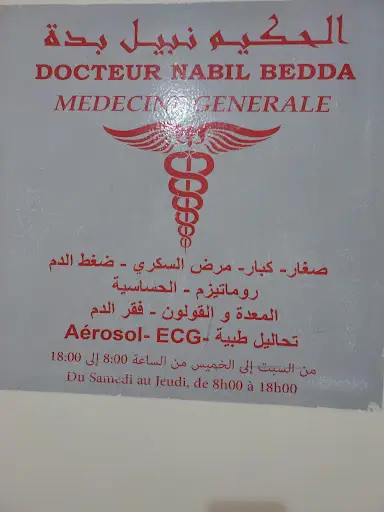 الحكيم نبيل بدة
DOCTEUR NABIL BEDDA
MEDECINE GENERALE
صغار - كبار - مرض السكري - ضغط الدم
روماتيزم - الحساسية
المعدة و القولون - فقر الدم
تحاليل طبية -Aérosol- ECG
من السبت إلى الخميس من الساعة 8:00 إلى 18:00
Du Samedi au Jeudi, de 8h00 à 18h00